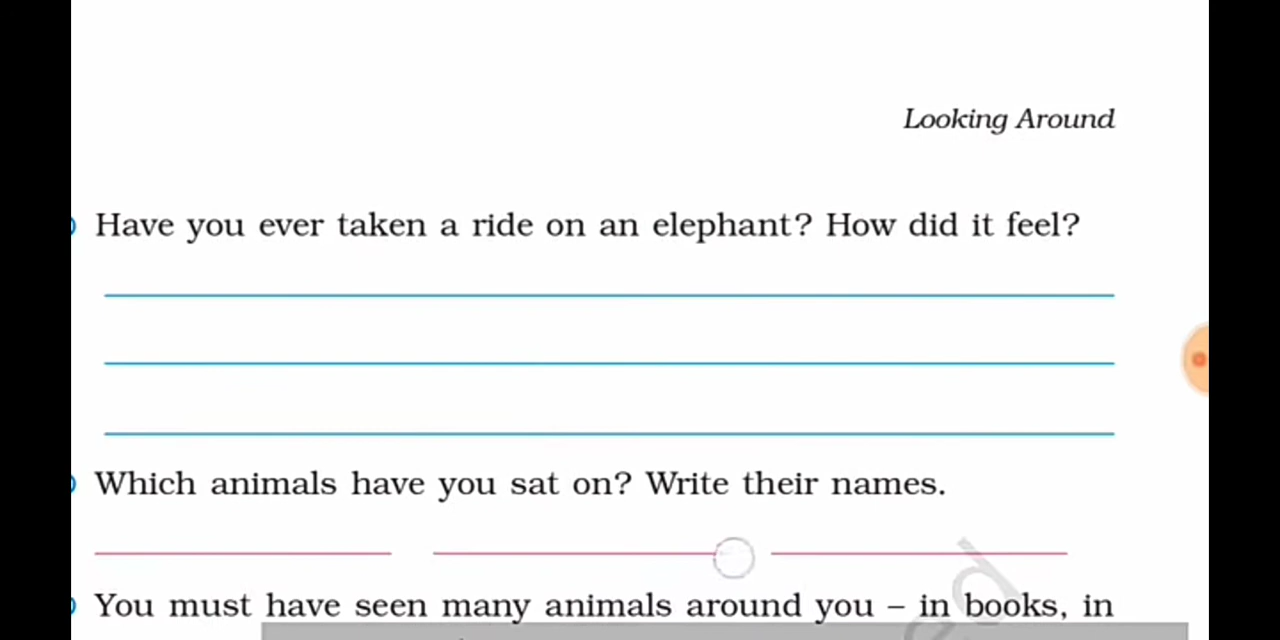 Looking Around
Have you ever taken a ride on an elephant? How did it feel?
Which animals have you sat on? Write their names.
You must have seen many animals around you – in books, in